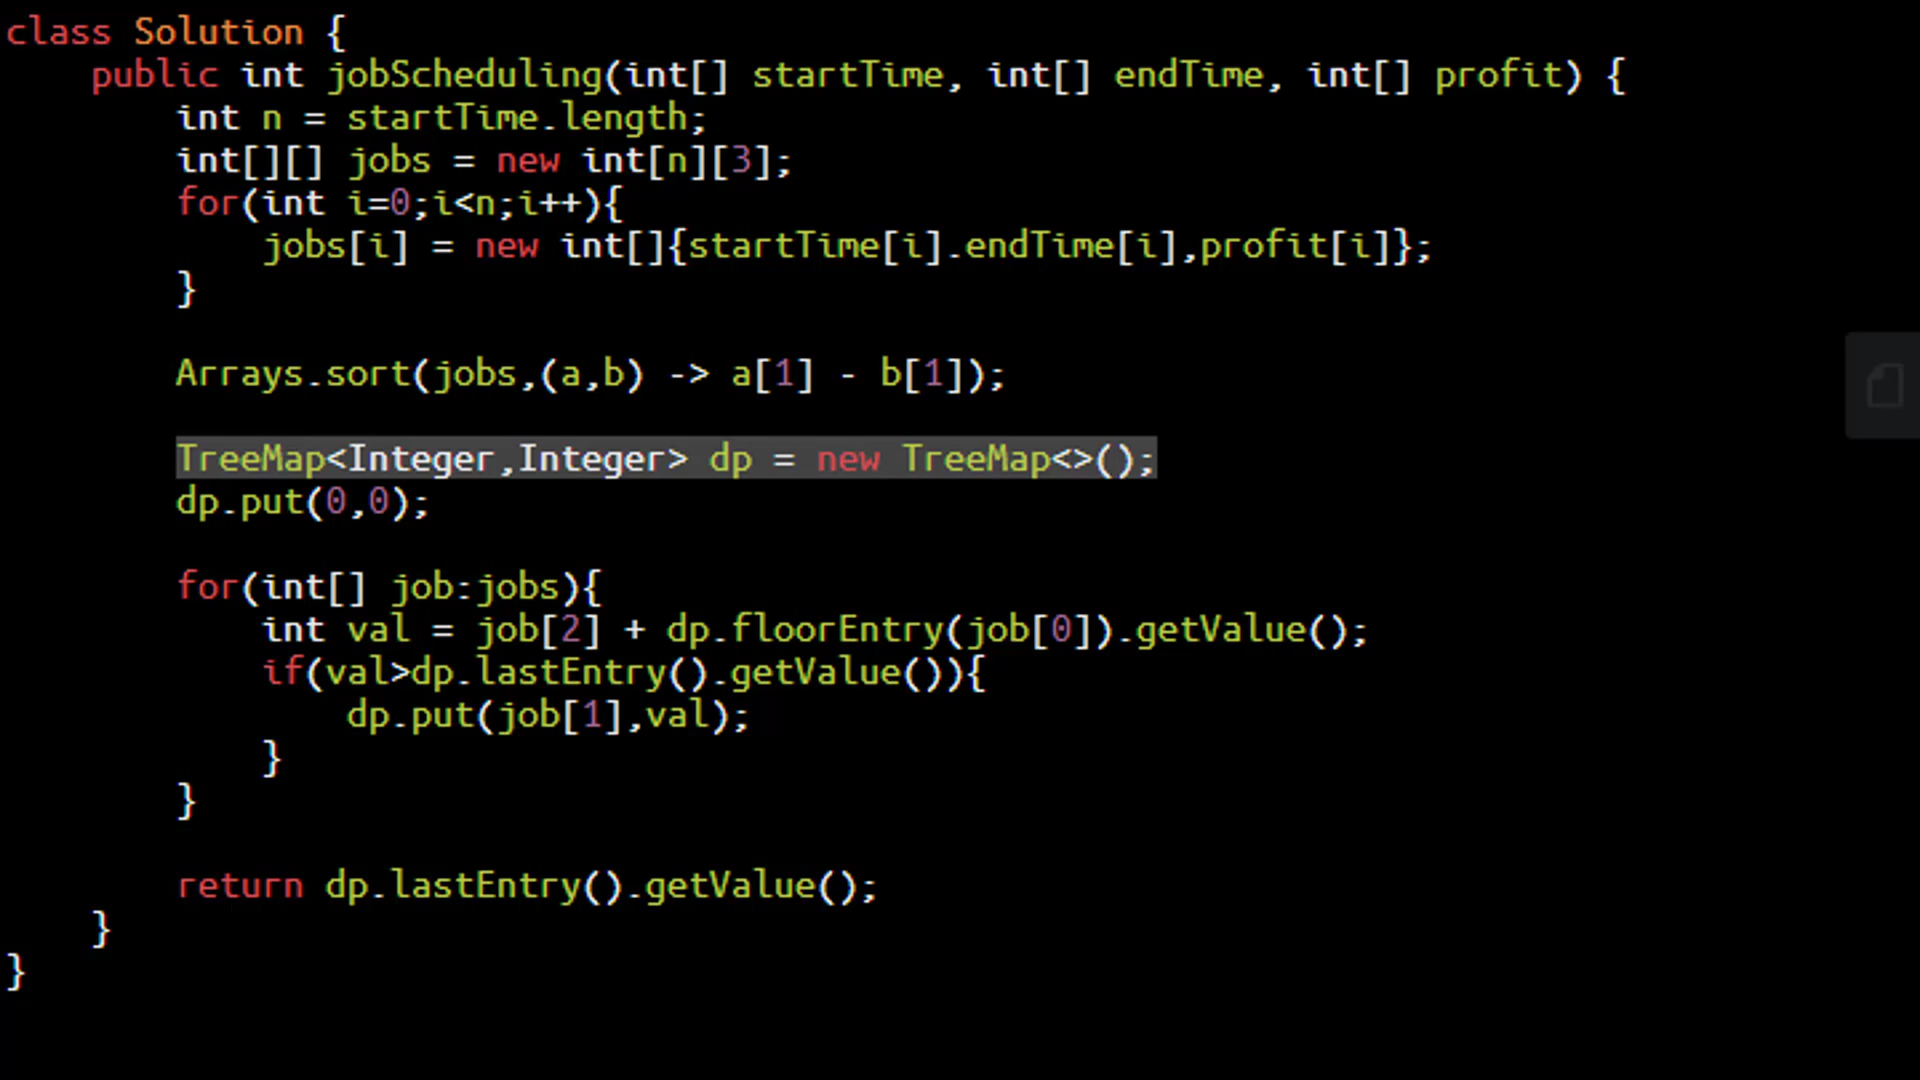 class Solution {
    public int jobScheduling(int[] startTime, int[] endTime, int[] profit) {
        int n = startTime.length;
        int[][] jobs = new int[n][3];
        for(int i=0;i<n;i++){
            jobs[i] = new int[]{startTime[i].endTime[i],profit[i]};
        }
        Arrays.sort(jobs,(a,b) -> a[1] - b[1]);
        TreeMap<Integer,Integer> dp = new TreeMap<>();
        dp.put(0,0);
        for(int[] job:jobs){
            int val = job[2] + dp.floorEntry(job[0]).getValue();
            if(val>dp.lastEntry().getValue()){
                dp.put(job[1],val);
            }
        }
        return dp.lastEntry().getValue();
    }
}